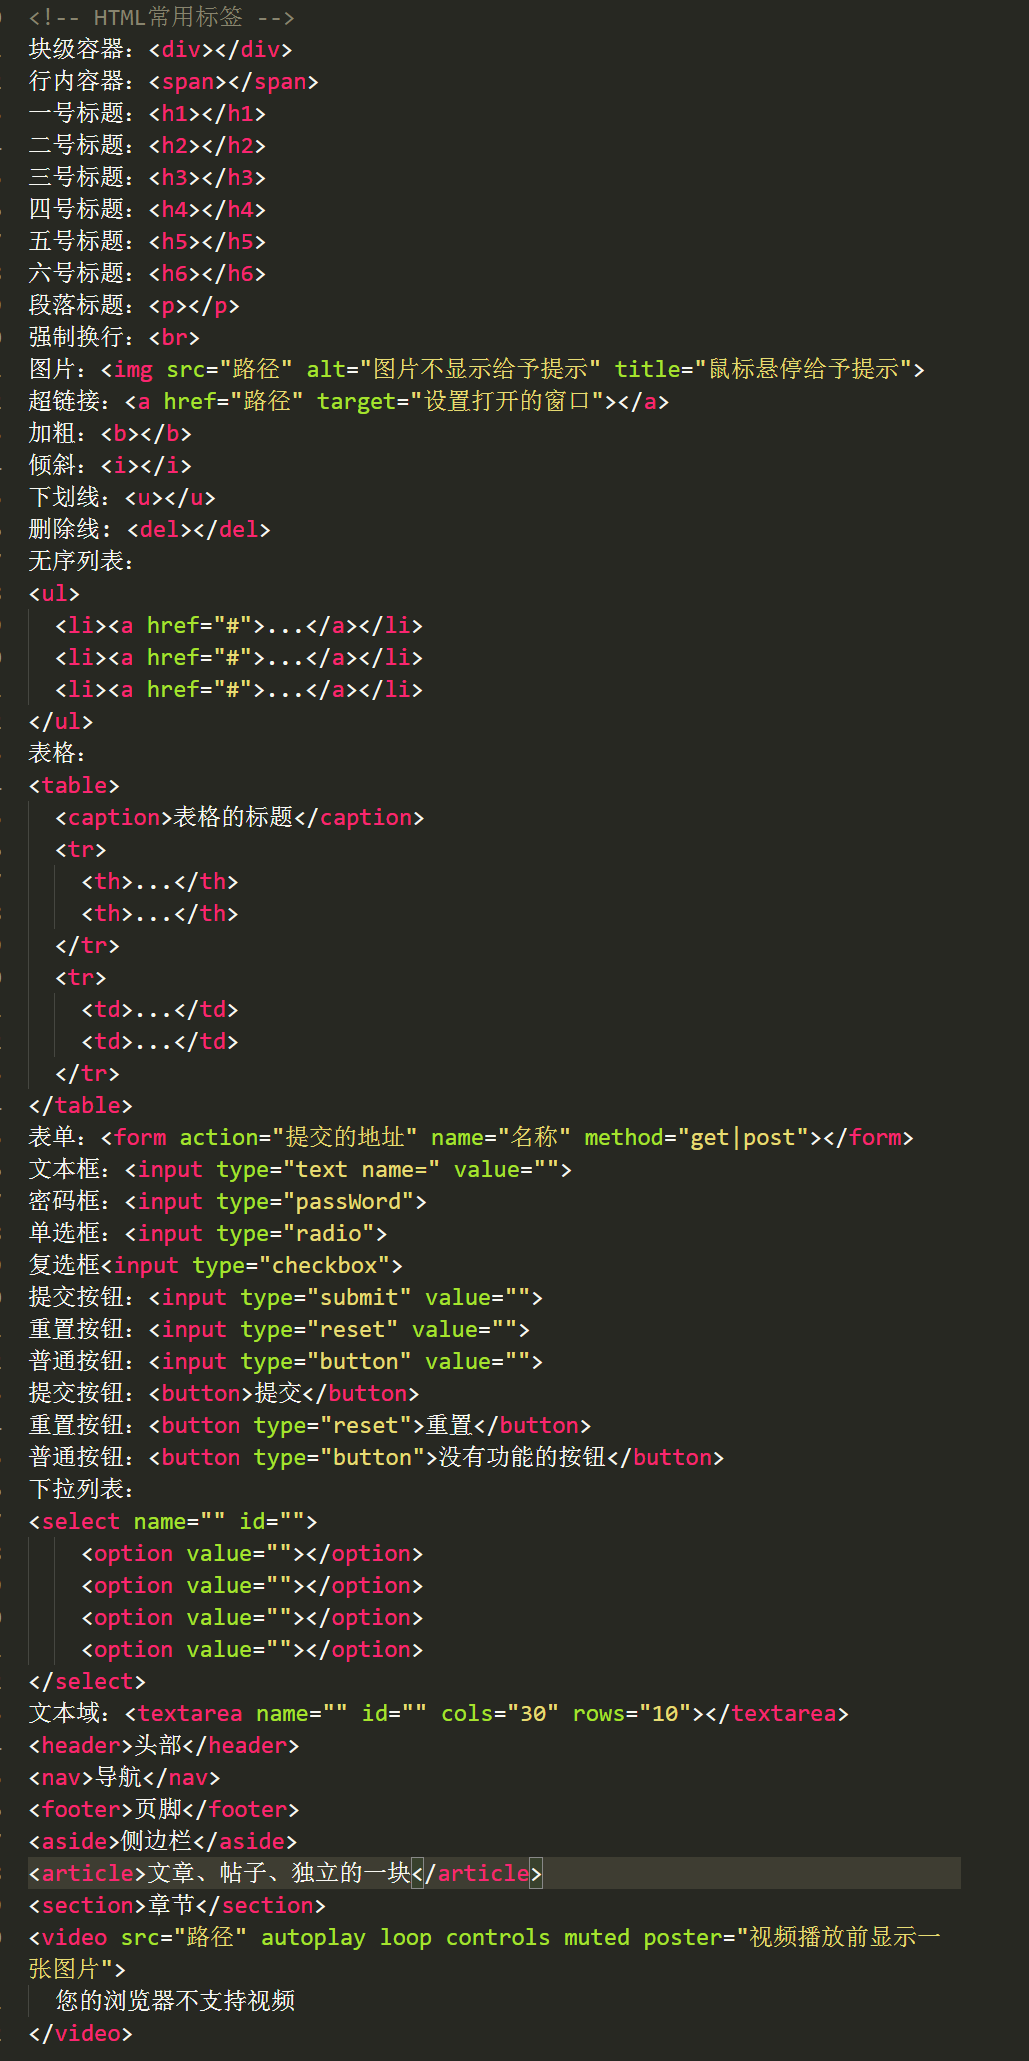 <!-- HTML常用标签 -->
块级容器：<div></div>
行内容器：<span></span>
一号标题：<h1></h1>
二号标题：<h2></h2>
三号标题：<h3></h3>
四号标题：<h4></h4>
五号标题：<h5></h5>
六号标题：<h6></h6>
段落标题：<p></p>
强制换行：<br>
图片：<img src="路径" alt="图片不显示给予提示" title="鼠标悬停给予提示">
超链接：<a href="路径" target="设置打开的窗口"></a>
加粗：<b></b>
倾斜：<i></i>
下划线：<u></u>
删除线：<del></del>
无序列表：
<ul>
  <li><a href="#">...</a></li>
  <li><a href="#">...</a></li>
  <li><a href="#">...</a></li>
</ul>
表格：
<table>
  <caption>表格的标题</caption>
  <tr>
    <th>...</th>
    <th>...</th>
  </tr>
  <tr>
    <td>...</td>
    <td>...</td>
  </tr>
</table>
表单：<form action="提交的地址" name="名称" method="get|post"></form>
文本框：<input type="text name=" value="">
密码框：<input type="passWord">
单选框：<input type="radio">
复选框<input type="checkbox">
提交按钮：<input type="submit" value="">
重置按钮：<input type="reset" value="">
普通按钮：<input type="button" value="">
提交按钮：<button>提交</button>
重置按钮：<button type="reset">重置</button>
普通按钮：<button type="button">没有功能的按钮</button>
下拉列表：
<select name="" id="">
    <option value=""></option>
    <option value=""></option>
    <option value=""></option>
    <option value=""></option>
</select>
文本域：<textarea name="" id="" cols="30" rows="10"></textarea>
<header>头部</header>
<nav>导航</nav>
<footer>页脚</footer>
<aside>侧边栏</aside>
<article>文章、帖子、独立的一块</article>
<section>章节</section>
<video src="路径" autoplay loop controls muted poster="视频播放前显示一
张图片">
  您的浏览器不支持视频
</video>